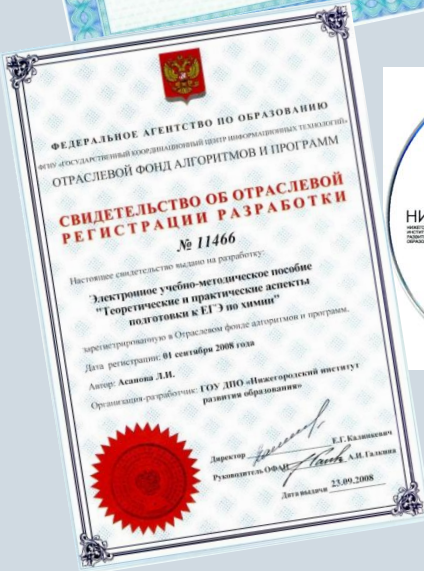 ФЕДЕРАЛЬНОЕ АГЕНТСТВО ПО ОБРАЗОВАНИЮ
ФГНУ «ГОСУДАРСТВЕННЫЙ КООРДИНАЦИОННЫЙ ЦЕНТР ИНФОРМАЦИОННЫХ ТЕХНОЛОГИЙ»
ОТРАСЛЕВОЙ ФОНД АЛГОРИТМОВ И ПРОГРАММ
СВИДЕТЕЛЬСТВО ОБ ОТРАСЛЕВОЙ
РЕГИСТРАЦИИ РАЗРАБОТКИ
№ 11466
Настоящее свидетельство выдано на разработку:
Электронное учебно-методическое пособие
"Теоретические и практические аспекты
подготовки к ЕГЭ по химии"
зарегистрированную в Отраслевом фонде алгоритмов и программ.
Дата регистрации: 01 сентября 2008 года
Автор: Асанова Л.И.
Организация-разработчик: ГОУ ДПО «Нижегородский институт
развития образования»
Директор Е.Г. Калинкевич
Руководитель ОФАП А.И. Галкина
Дата выдачи 23.09.2008